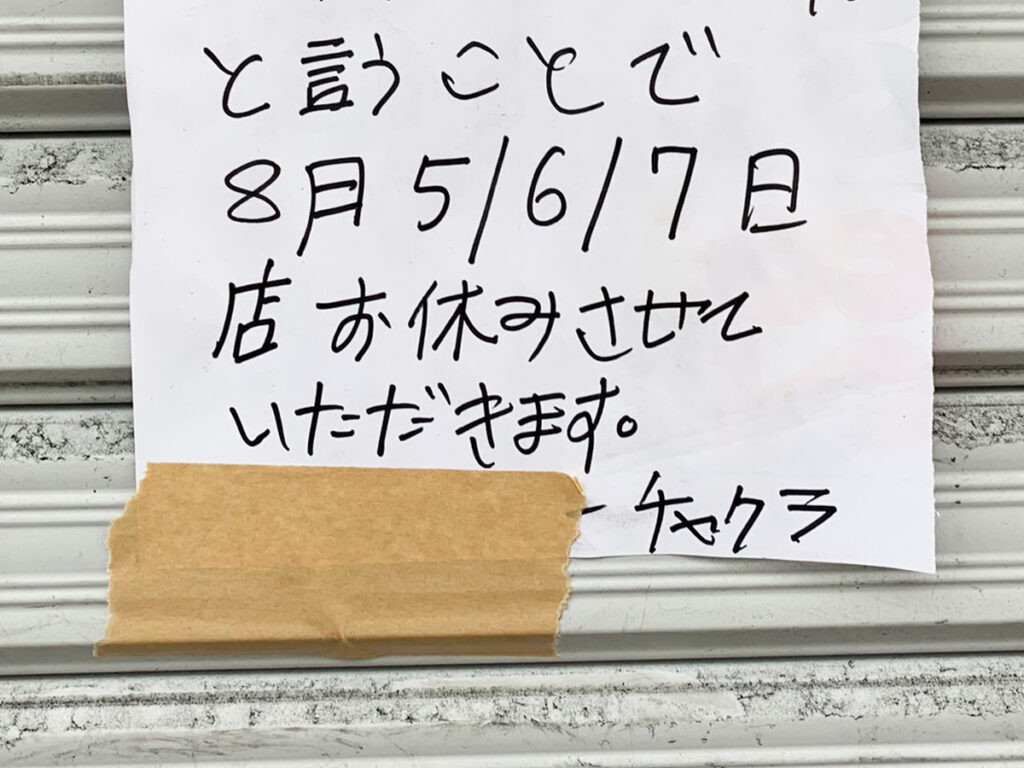 と言うことで
8月5/6/7日
店お休みさせて
いただきます。
チャクラ